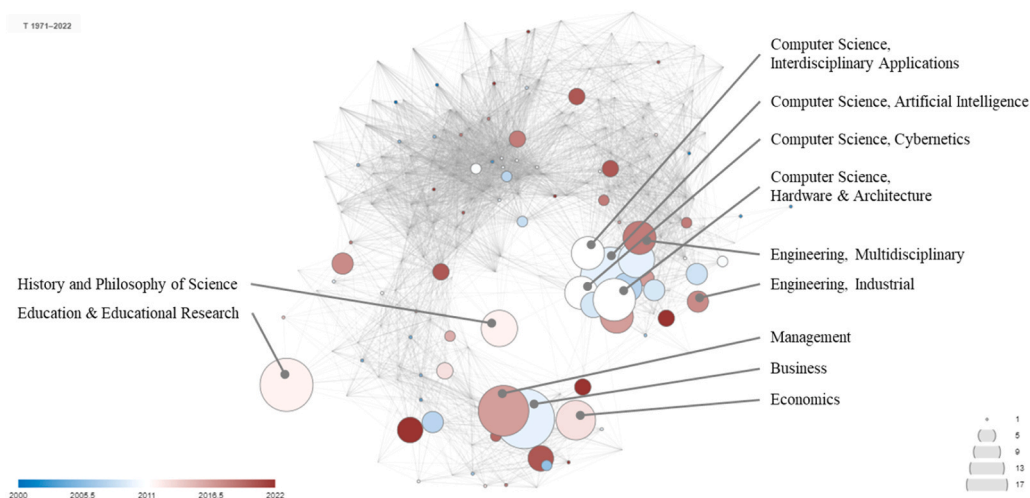 T 1971–2022
Computer Science,
Interdisciplinary Applications
Computer Science, Artificial Intelligence
Computer Science, Cybernetics
Computer Science,
Hardware & Architecture
Engineering, Multidisciplinary
History and Philosophy of Science
Engineering, Industrial
Education & Educational Research
Management
Business
Economics
1
5
9
13
17
2000 2005.5 2011 2016.5 2022